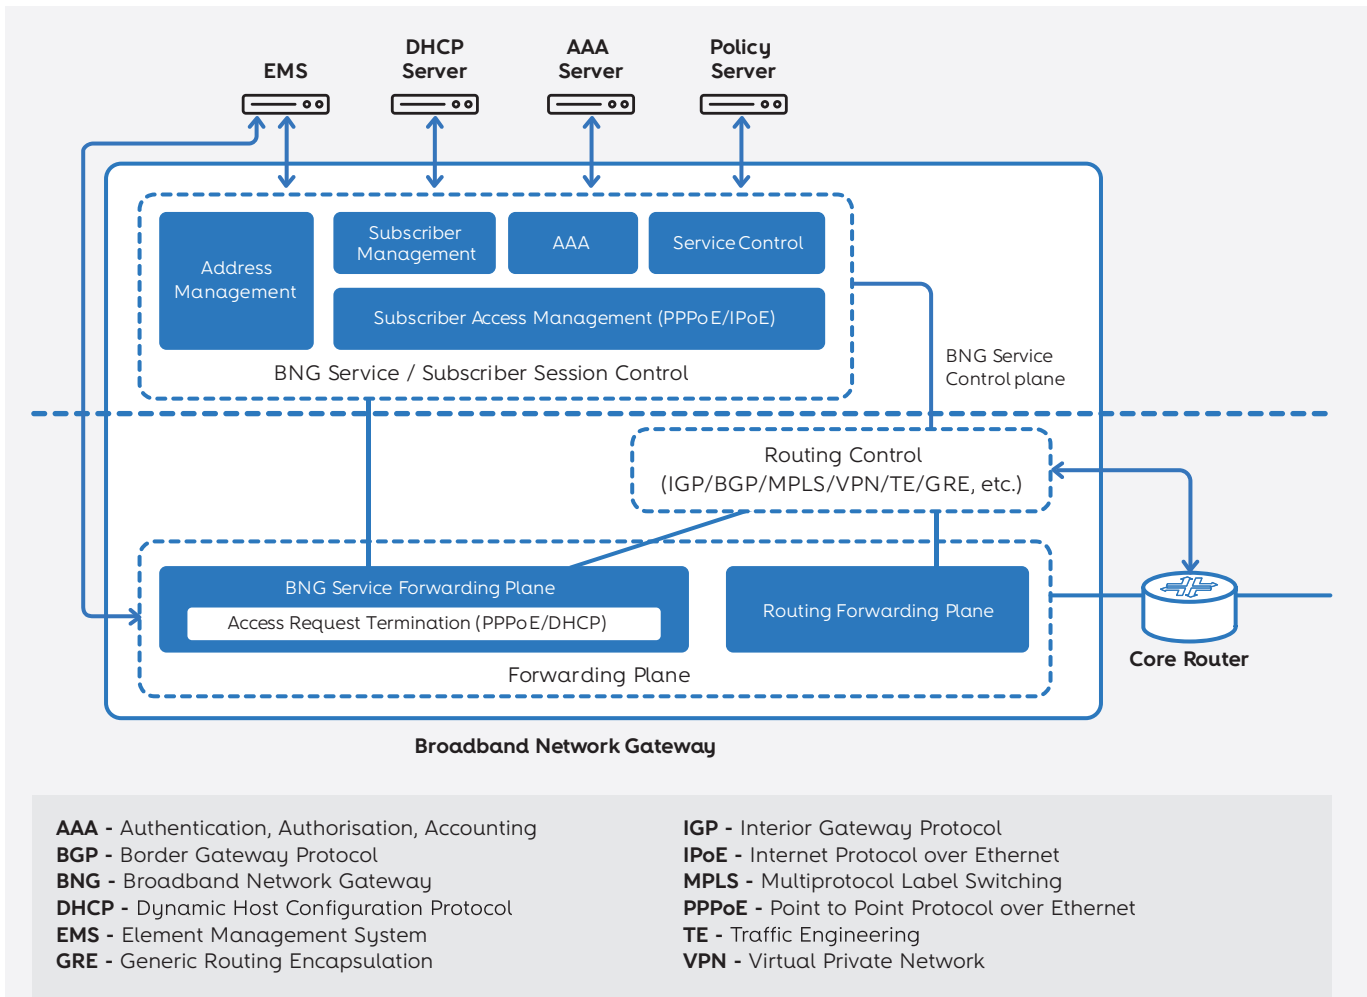 EMS
DHCP
Server
AAA
Server
Policy
Server
Address
Management
Subscriber
Management
AAA
Service Control
Subscriber Access Management (PPPoE/IPoE)
BNG Service / Subscriber Session Control
BNG Service
Control plane
Routing Control
(IGP/BGP/MPLS/VPN/TE/GRE, etc.)
BNG Service Forwarding Plane
Access Request Termination (PPPoE/DHCP)
Routing Forwarding Plane
Forwarding Plane
Core Router
Broadband Network Gateway
AAA - Authentication, Authorisation, Accounting
BGP - Border Gateway Protocol
BNG - Broadband Network Gateway
DHCP - Dynamic Host Configuration Protocol
EMS - Element Management System
GRE - Generic Routing Encapsulation
IGP - Interior Gateway Protocol
IPoE - Internet Protocol over Ethernet
MPLS - Multiprotocol Label Switching
PPPoE - Point to Point Protocol over Ethernet
TE - Traffic Engineering
VPN - Virtual Private Network